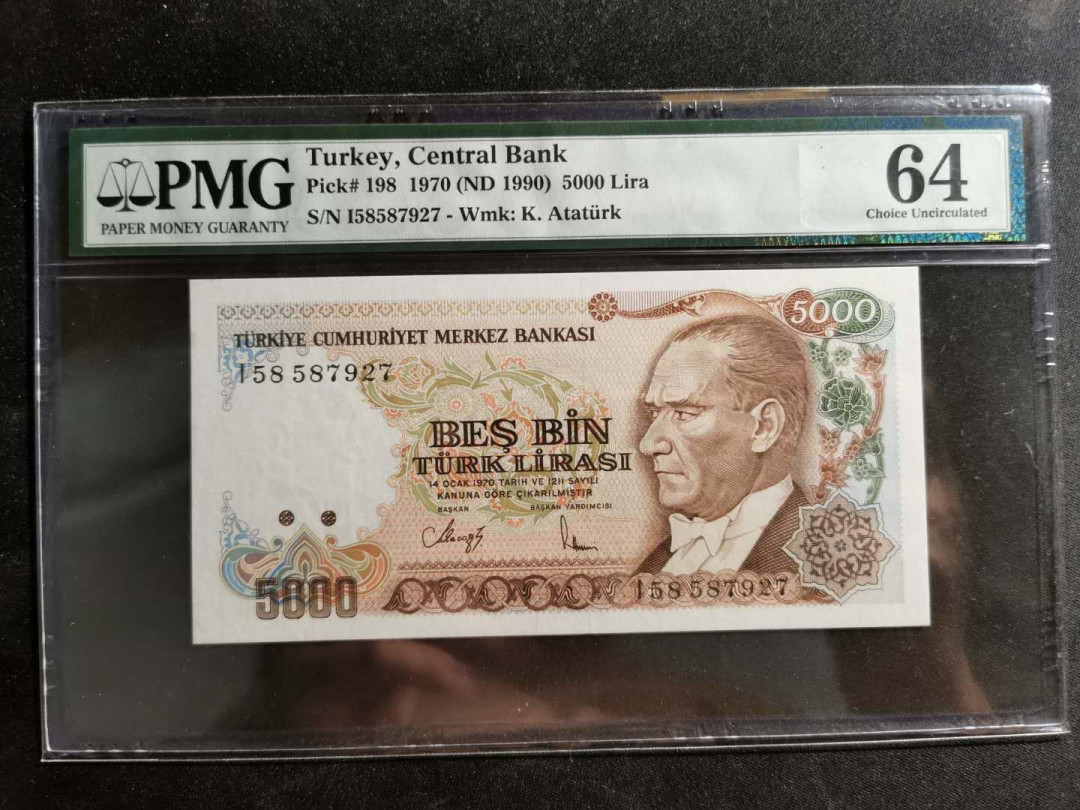 PMG
PAPER MONEY GUARANTY
Turkey, Central Bank
Pick# 198 1970 (ND 1990) 5000 Lira
S/N I58587927 - Wmk: K. Atatürk
64
Choice Uncirculated
5000
TÜRKİYE CUMHURİYET MERKEZ BANKASI
I58 587927
BEŞ BİN
TÜRK LİRASI
14 OCAK 1970 TARİH VE 1211 SAYILI
KANUNA GÖRE ÇIKARILMIŞTIR
BAŞKAN BAŞKAN YARDIMCISI
5000
I58 587927